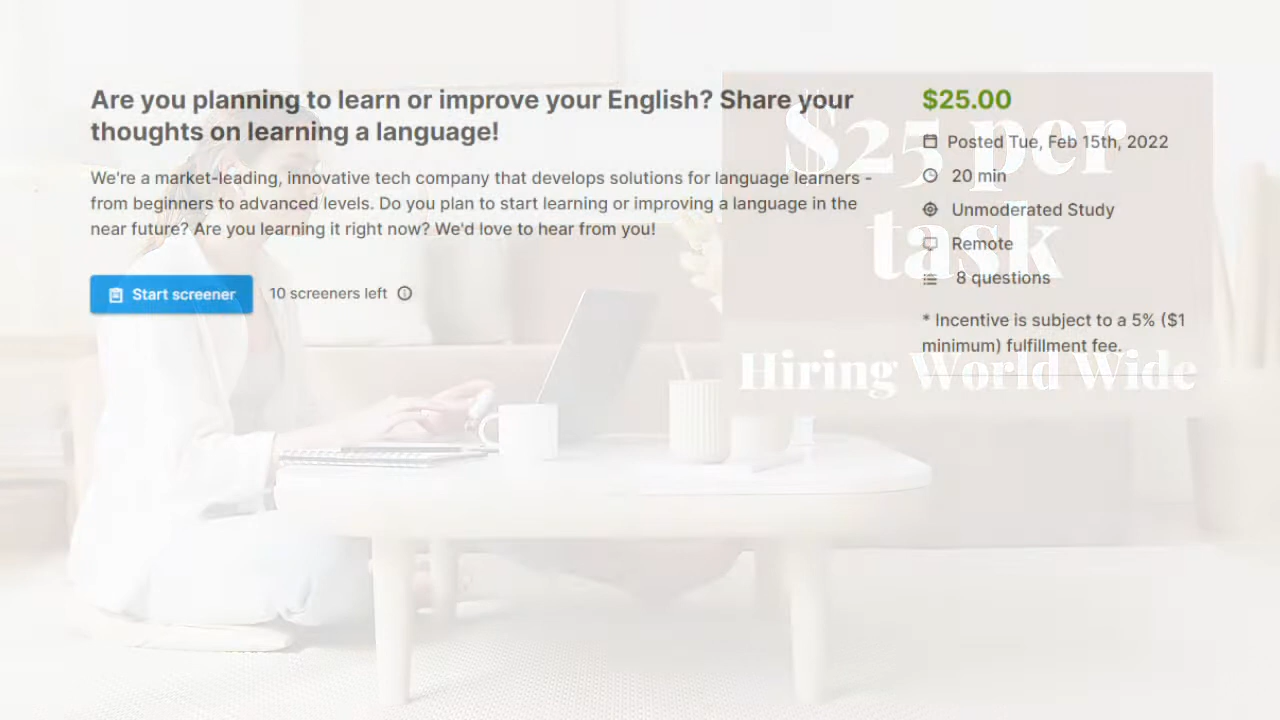 Are you planning to learn or improve your English? Share your
thoughts on learning a language!
We're a market-leading, innovative tech company that develops solutions for language learners -
from beginners to advanced levels. Do you plan to start learning or improving a language in the
near future? Are you learning it right now? We'd love to hear from you!
Start screener
10 screeners left
$25.00
Posted Tue, Feb 15th, 2022
20 min
Unmoderated Study
Remote
8 questions
* Incentive is subject to a 5% ($1
minimum) fulfillment fee.
$25 per
task
Hiring World Wide